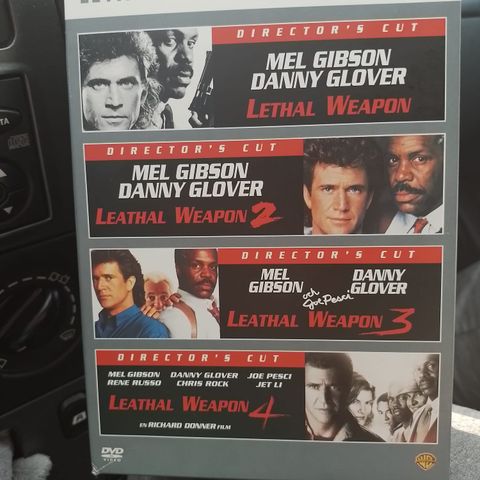 DIRECTOR'S CUT
MEL GIBSON
DANNY GLOVER
LETHAL WEAPON
DIRECTOR'S CUT
MEL GIBSON
DANNY GLOVER
LEATHAL WEAPON 2
DIRECTOR'S CUT
MEL GIBSON DANNY GLOVER
och
Joe Pesci
LEATHAL WEAPON 3
DIRECTOR'S CUT
MEL GIBSON DANNY GLOVER JOE PESCI
RENE RUSSO CHRIS ROCK JET LI
LEATHAL WEAPON 4
EN RICHARD DONNER FILM
DVD
VIDEO
WB